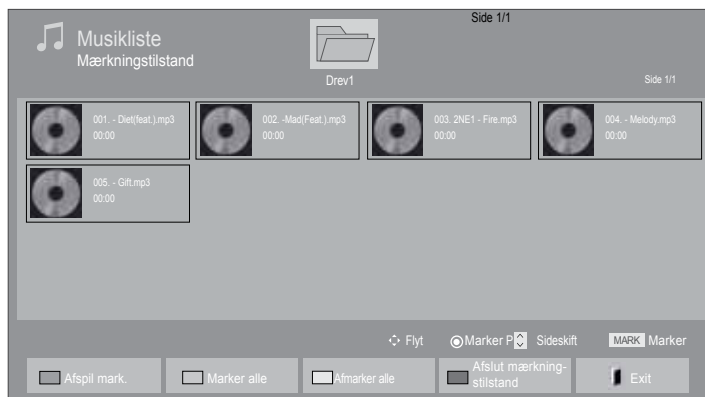 Side 1/1
Musikliste
Mærkningstilstand
Drev1
Side 1/1
001. - Diet(feat.).mp3
00:00
002. -Mad(Feat.).mp3
00:00
003. 2NE1 - Fire.mp3
00:00
004. - Melody.mp3
00:00
005. - Gift.mp3
00:00
Flyt Marker P Sideskift MARK Marker
Afspil mark.
Marker alle
Afmarker alle
Afslut mærkning-
stilstand
Exit